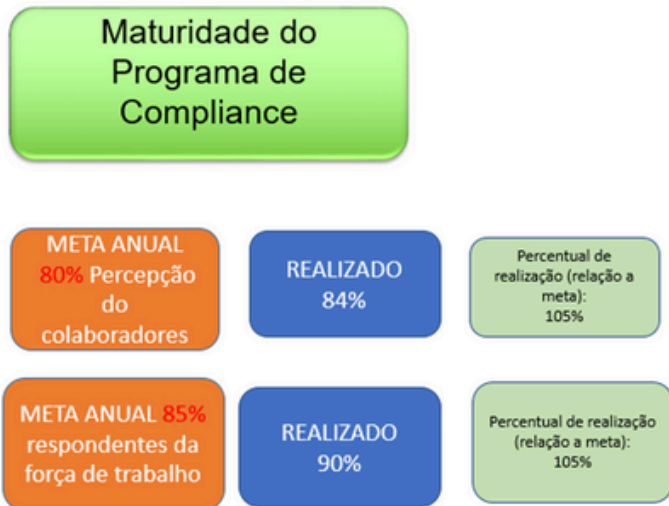 Maturidade do
Programa de
Compliance
META ANUAL
80% Percepção
do
colaboradores
REALIZADO
84%
Percentual de
realização (relação a
meta):
105%
META ANUAL 85%
respondentes da
força de trabalho
REALIZADO
90%
Percentual de realização
(relação a meta):
105%